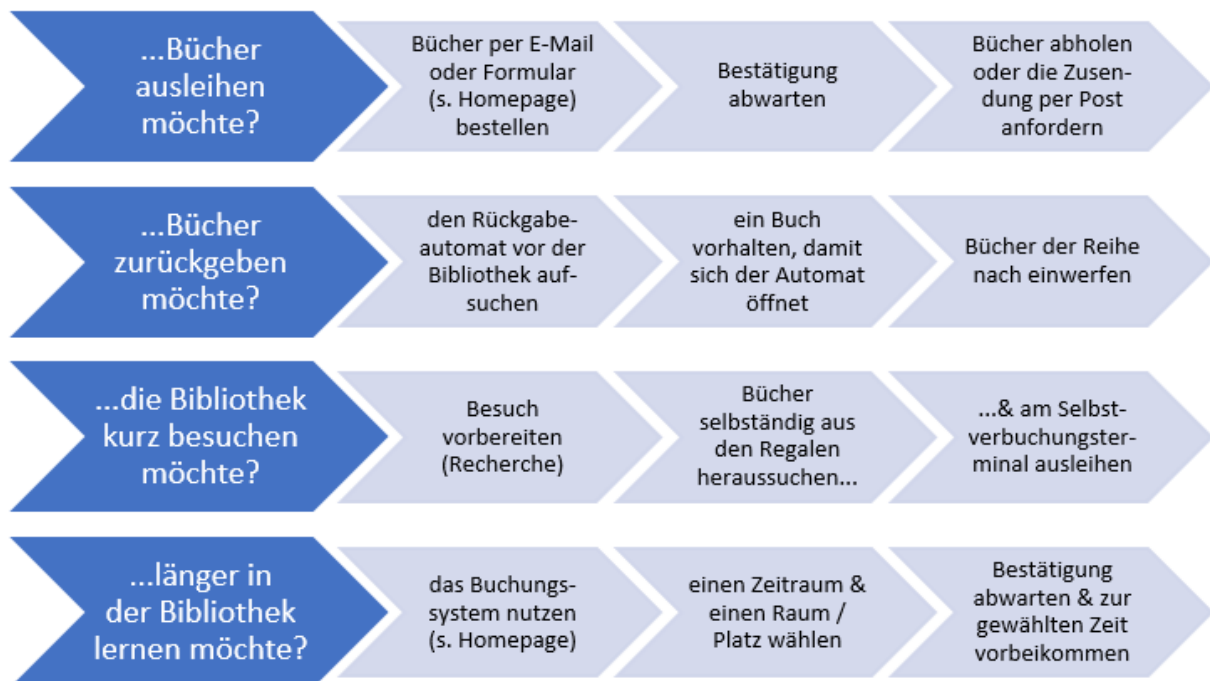 ...Bücher
ausleihen
möchte?
Bücher per E-Mail
oder Formular
(s. Homepage)
bestellen
Bestätigung
abwarten
Bücher abholen
oder die Zusen-
dung per Post
anfordern
...Bücher
zurückgeben
möchte?
den Rückgabe-
automat vor der
Bibliothek auf-
suchen
ein Buch
vorhalten, damit
sich der Automat
öffnet
Bücher der Reihe
nach einwerfen
...die Bibliothek
kurz besuchen
möchte?
Besuch
vorbereiten
(Recherche)
Bücher
selbständig aus
den Regalen
heraussuchen...
...& am Selbst-
verbuchungster-
minal ausleihen
...länger in
der Bibliothek
lernen möchte?
das Buchungs-
system nutzen
(s. Homepage)
einen Zeitraum &
einen Raum /
Platz wählen
Bestätigung
abwarten & zur
gewählten Zeit
vorbeikommen